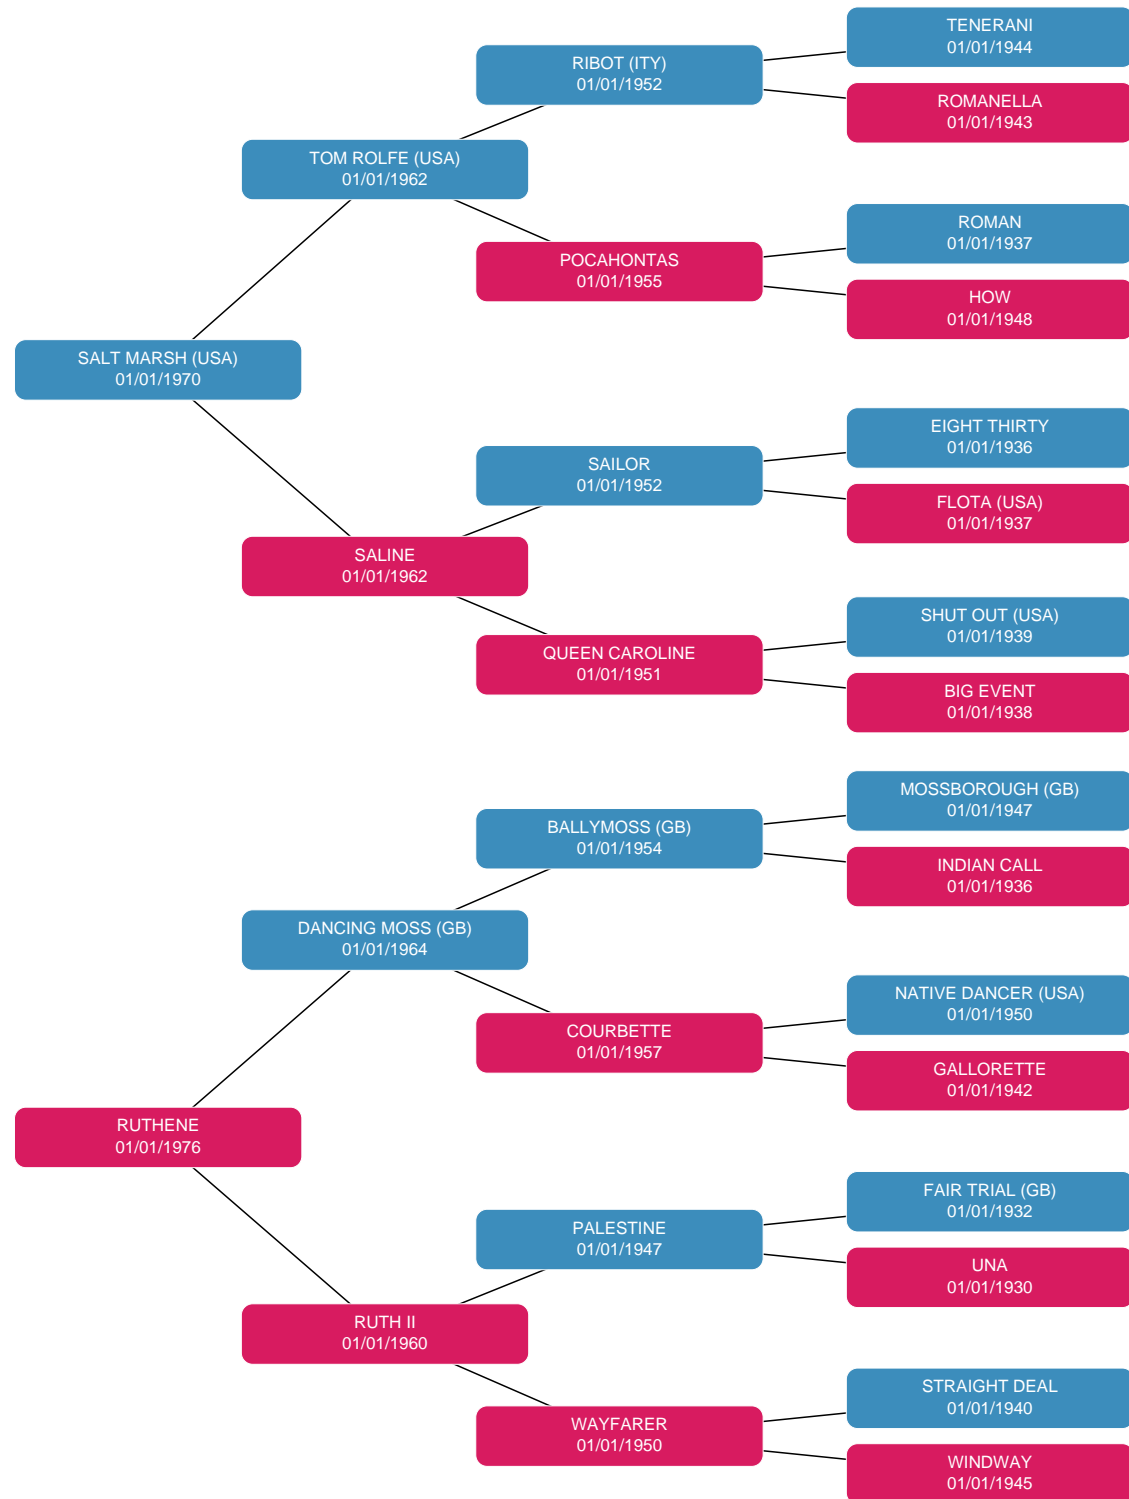 TENERANI
01/01/1944
RIBOT (ITY)
01/01/1952
ROMANELLA
01/01/1943
TOM ROLFE (USA)
01/01/1962
ROMAN
01/01/1937
POCAHONTAS
01/01/1955
HOW
01/01/1948
SALT MARSH (USA)
01/01/1970
EIGHT THIRTY
01/01/1936
SAILOR
01/01/1952
FLOTA (USA)
01/01/1937
SALINE
01/01/1962
SHUT OUT (USA)
01/01/1939
QUEEN CAROLINE
01/01/1951
BIG EVENT
01/01/1938
MOSSBOROUGH (GB)
01/01/1947
BALLYMOSS (GB)
01/01/1954
INDIAN CALL
01/01/1936
DANCING MOSS (GB)
01/01/1964
NATIVE DANCER (USA)
01/01/1950
COURBETTE
01/01/1957
GALLORETTE
01/01/1942
RUTHENE
01/01/1976
FAIR TRIAL (GB)
01/01/1932
PALESTINE
01/01/1947
UNA
01/01/1930
RUTH II
01/01/1960
STRAIGHT DEAL
01/01/1940
WAYFARER
01/01/1950
WINDWAY
01/01/1945